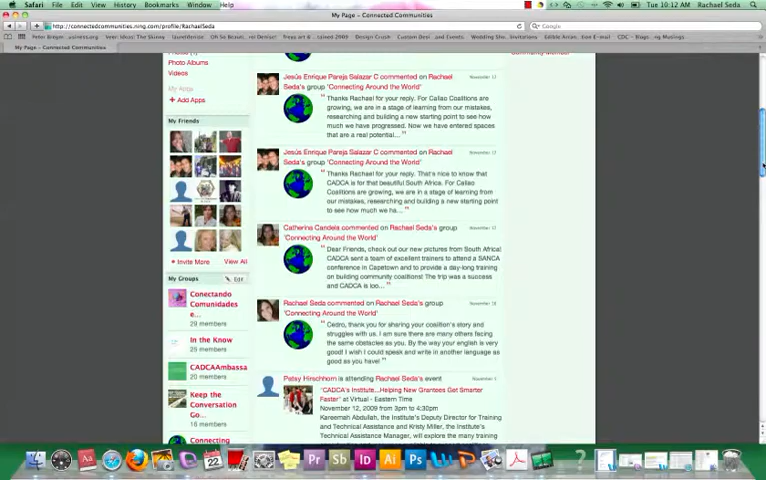 Safari File Edit View History Bookmarks Window Help
Tue 10:12 AM Rachael Seda
My Page – Connected Communities
http://connectedcommunities.ning.com/profile/RachaelSeda
Google
My Page – Connected Communities
Photo Albums
Videos
My Apps
+ Add Apps
My Friends
+ Invite More View All
My Groups Edit
Conectando
Comunidades
e...
29 members
In the Know
CADCAAmbassa
20 members
Keep the
Conversation
Go...
16 members
Connecting
Jesús Enrique Pareja Salazar C commented on Rachael
Seda's group 'Connecting Around the World'
" Thanks Rachael for your reply. For Callao Coalitions are
growing, we are in a stage of learning from our mistakes,
researching and building a new starting point to see how
much we have progressed. Now we have entered spaces
that are a real potential... "
Jesús Enrique Pareja Salazar C commented on Rachael
Seda's group 'Connecting Around the World'
" Thanks Rachael for your reply. That's nice to know that
CADCA is for that beautiful South Africa. For Callao
Coalitions are growing, we are in a stage of learning from
our mistakes, researching and building a new starting point
to see how much we ha... "
Catherina Candela commented on Rachael Seda's group
'Connecting Around the World'
" Dear Friends, check out our new pictures from South Africa!
CADCA sent a team of excellent trainers to attend a SANCA
conference in Capetown and to provide a day-long training
on building community coalitions! The trip was a success
and CADCA is loo... "
Rachael Seda commented on Rachael Seda's group
'Connecting Around the World'
" Cedro, thank you for sharing your coalition's story and
struggles with us. I am sure there are many others facing
the same obstacles as you. By the way your english is very
good! I wish I could speak and write in another language as
good as you have! "
Patsy Hirschhorn is attending Rachael Seda's event
"CADCA's Institute...Helping New Grantees Get Smarter
Faster" at Virtual - Eastern Time
November 12, 2009 from 3pm to 4:30pm
Kareemah Abdullah, the Institute's Deputy Director for Training
and Technical Assistance and Kristy Miller, the Institute's
Technical Assistance Manager, will explore the many training
22
Pr Sb Id Ai Ps